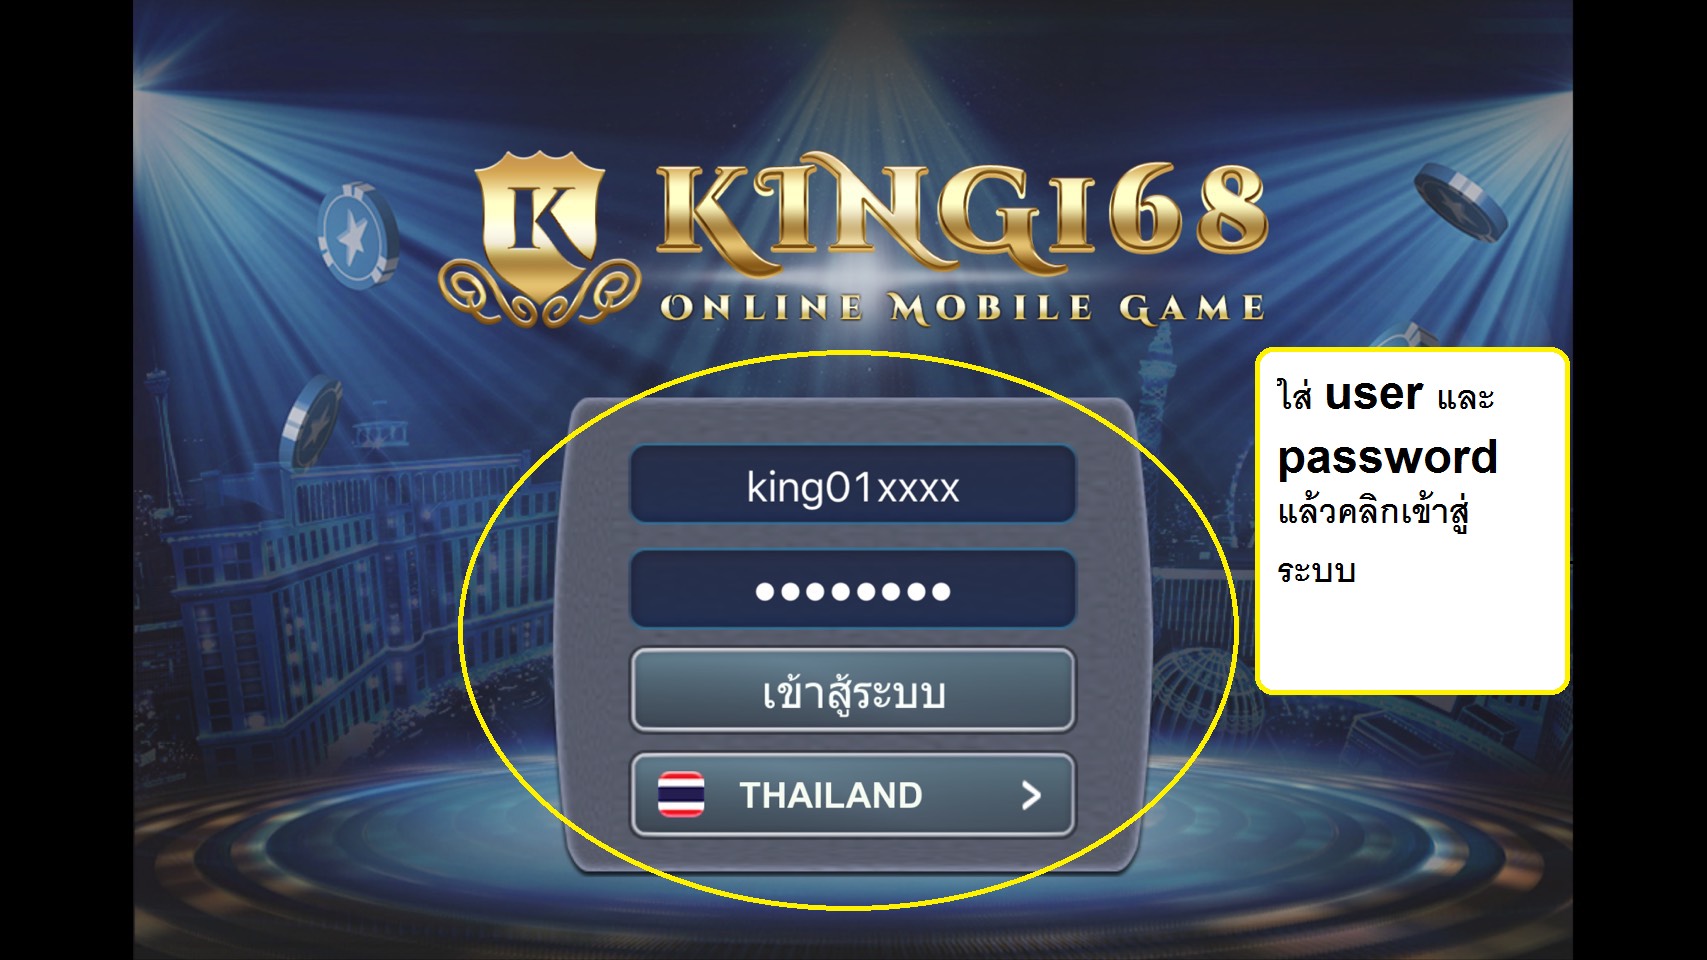 K
KING168
ONLINE MOBILE GAME
king01xxxx
เข้าสู้ระบบ
THAILAND
ใส่ user และ
password
แล้วคลิกเข้าสู่
ระบบ